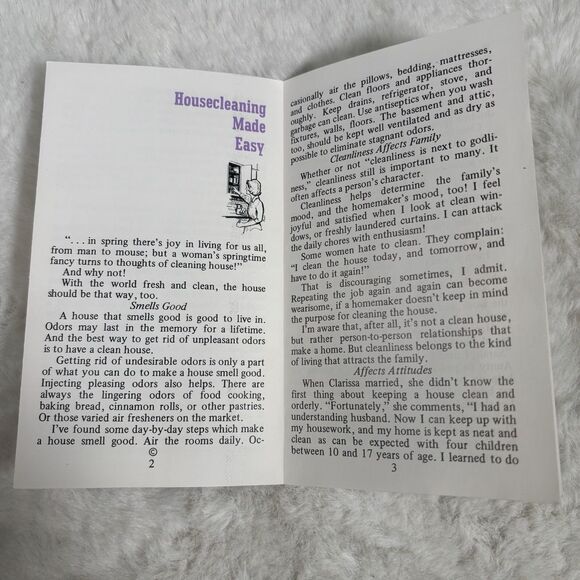 Housecleaning
Made
Easy
“. . . in spring there’s joy in living for us all,
from man to mouse; but a woman’s springtime
fancy turns to thoughts of cleaning house!”
And why not!
With the world fresh and clean, the house
should be that way, too.
Smells Good
A house that smells good is good to live in.
Odors may last in the memory for a lifetime.
And the best way to get rid of unpleasant odors
is to have a clean house.
Getting rid of undesirable odors is only a part
of what you can do to make a house smell good.
Injecting pleasing odors also helps. There are
always the lingering odors of food cooking,
baking bread, cinnamon rolls, or other pastries.
Or those varied air fresheners on the market.
I’ve found some day-by-day steps which make
a house smell good. Air the rooms daily. Oc-
©
2
casionally air the pillows, bedding, mattresses,
and clothes. Clean floors and appliances thor-
oughly. Keep drains, refrigerator, stove, and
garbage can clean. Use antiseptics when you wash
fixtures, walls, floors. The basement and attic,
too, should be kept well ventilated and as dry as
possible to eliminate stagnant odors.
Cleanliness Affects Family
Whether or not “cleanliness is next to godli-
ness,” cleanliness still is important to many. It
often affects a person’s character.
Cleanliness helps determine the family’s
mood, and the homemaker’s mood, too! I feel
joyful and satisfied when I look at clean win-
dows, or freshly laundered curtains. I can attack
the daily chores with enthusiasm!
Some women hate to clean. They complain:
“I clean the house today, and tomorrow, and
have to do it again!”
That is discouraging sometimes, I admit.
Repeating the job again and again can become
wearisome, if a homemaker doesn’t keep in mind
the purpose for cleaning the house.
I’m aware that, after all, it’s not a clean house,
but rather person-to-person relationships that
make a home. But cleanliness belongs to the kind
of living that attracts the family.
Affects Attitudes
When Clarissa married, she didn’t know the
first thing about keeping a house clean and
orderly. “Fortunately,” she comments, “I had an
understanding husband. Now I can keep up with
my housework, and my home is kept as neat and
clean as can be expected with four children
between 10 and 17 years of age. I learned to do
3